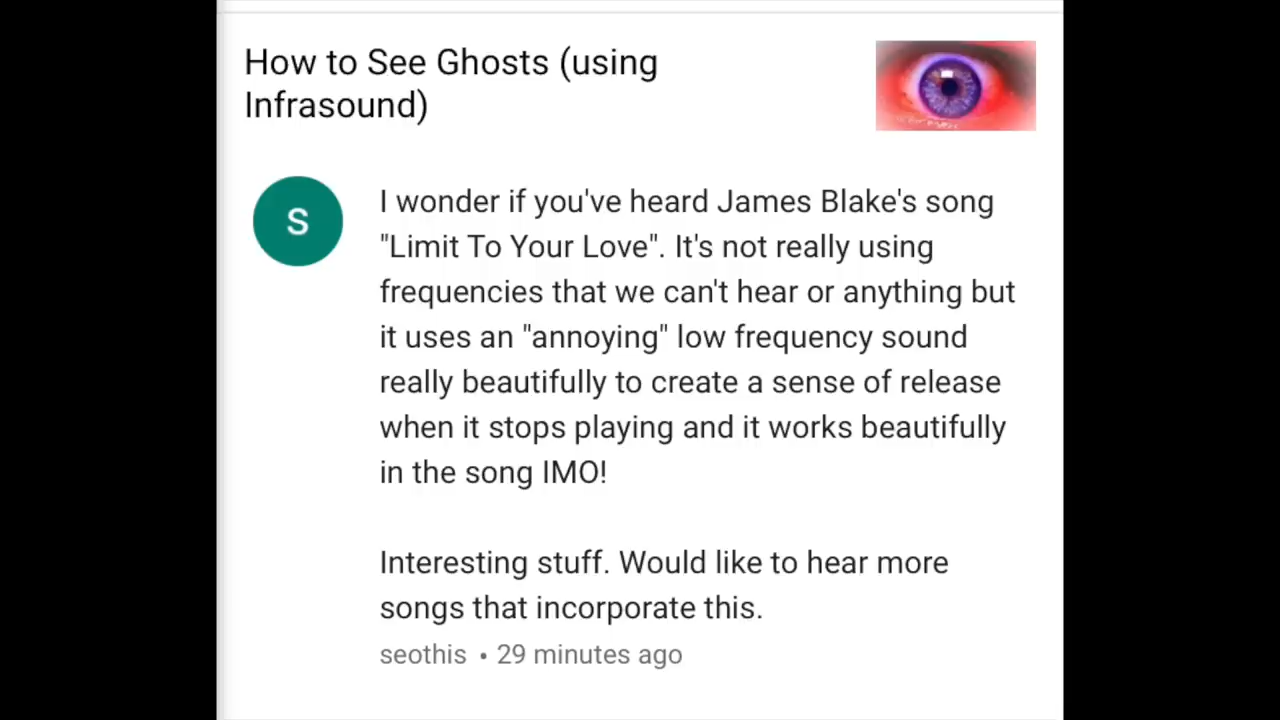 How to See Ghosts (using
Infrasound)
S
I wonder if you've heard James Blake's song
"Limit To Your Love". It's not really using
frequencies that we can't hear or anything but
it uses an "annoying" low frequency sound
really beautifully to create a sense of release
when it stops playing and it works beautifully
in the song IMO!
Interesting stuff. Would like to hear more
songs that incorporate this.
seothis • 29 minutes ago